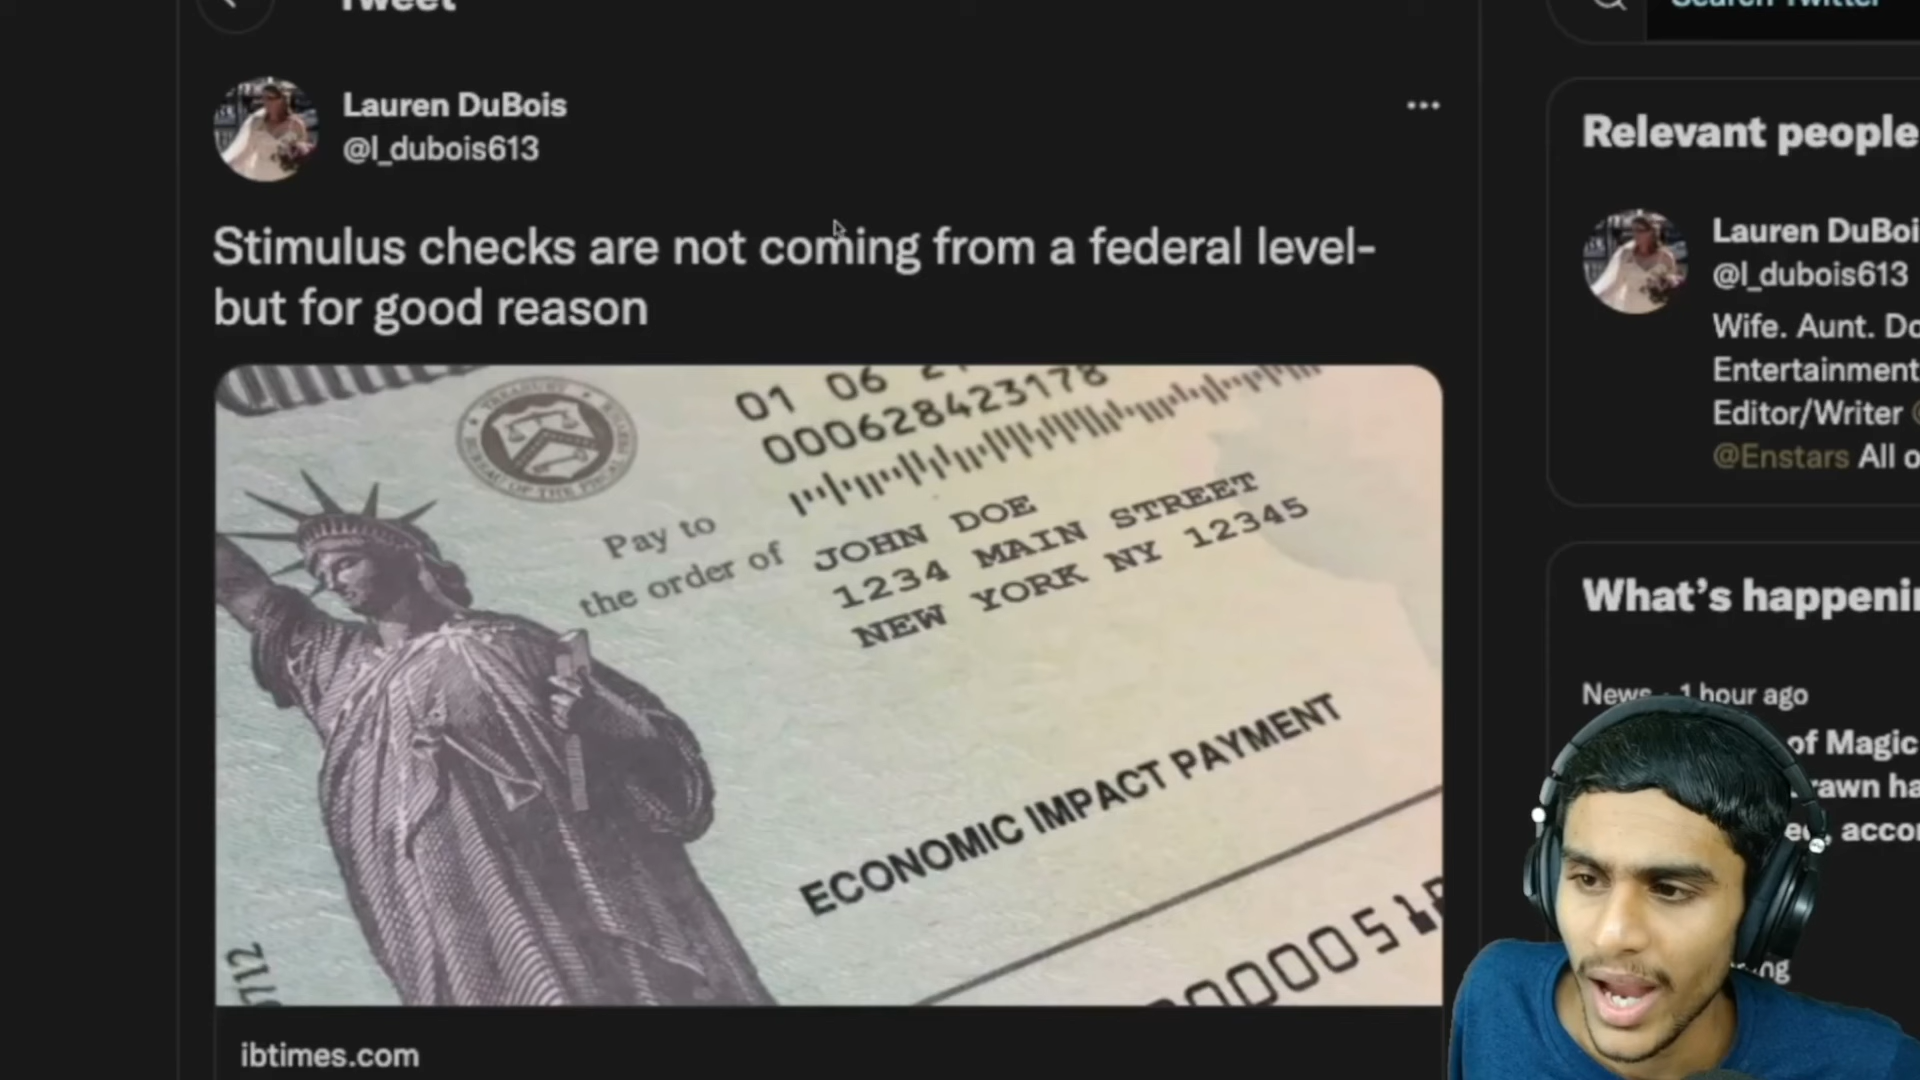 Tweet
Search Twitter
Lauren DuBois
@l_dubois613
Stimulus checks are not coming from a federal level-
but for good reason
01 06
000628423178
Pay to
the order of
JOHN DOE
1234 MAIN STREET
NEW YORK NY 12345
ECONOMIC IMPACT PAYMENT
ibtimes.com
Relevant people
Lauren DuBoi
@l_dubois613
Wife. Aunt.
Entertainment
Editor/Writer
@Enstars All
What's happenin
News · 1 hour ago
of Magic